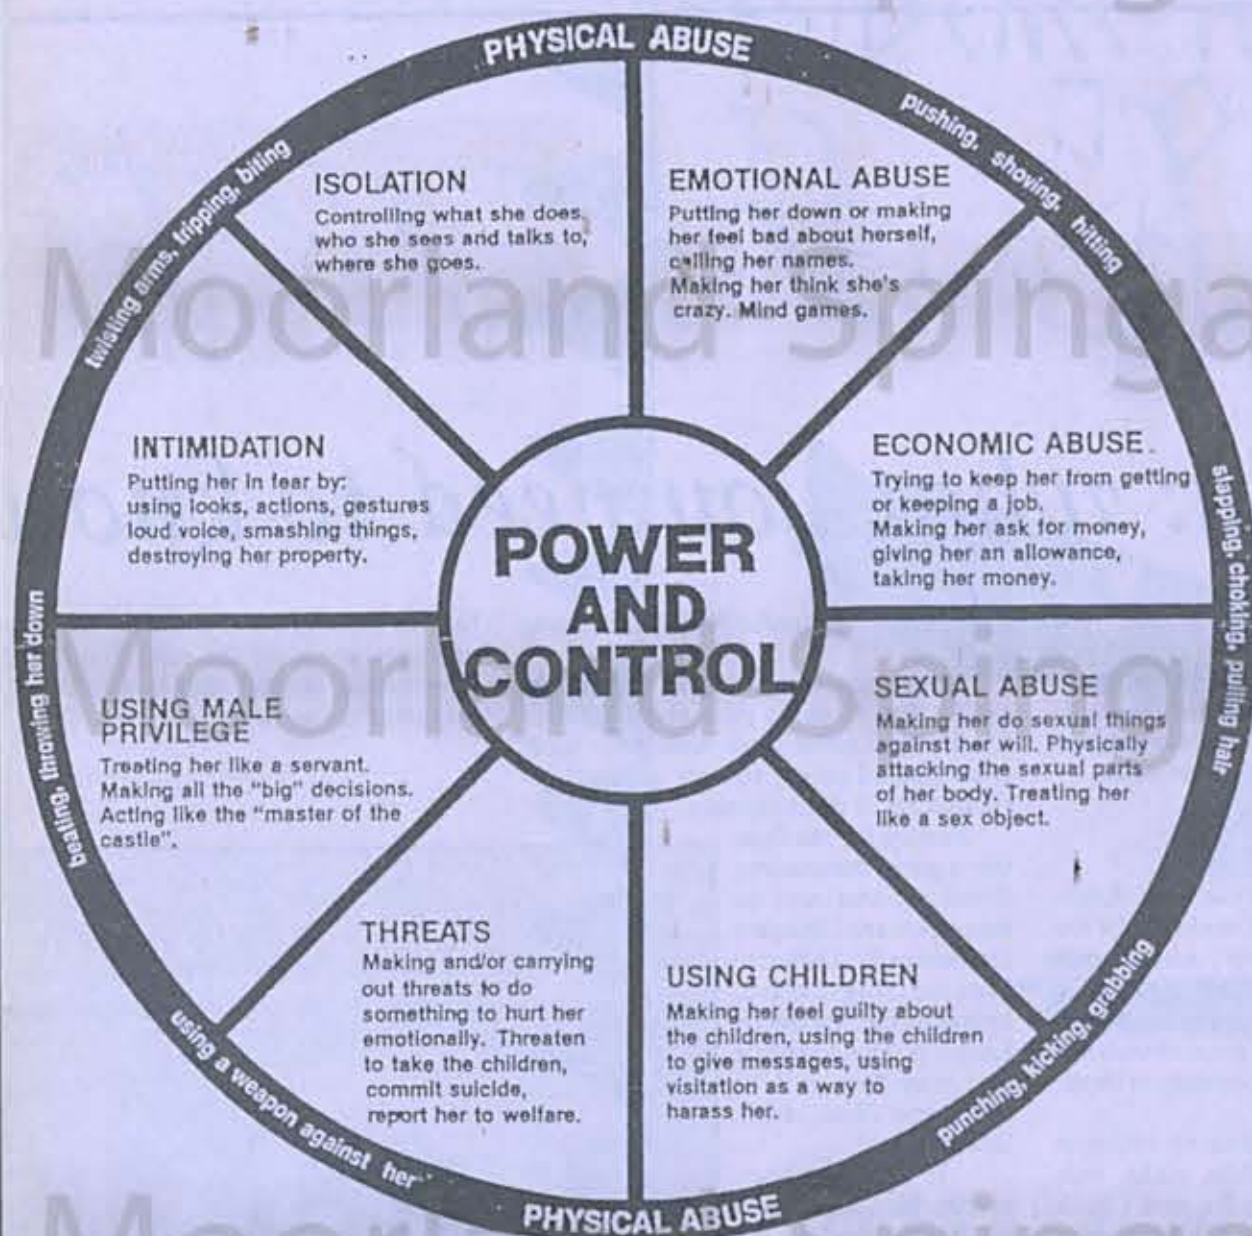 PHYSICAL ABUSE
pushing, shoving, hitting
slapping, choking, pulling hair
punching, kicking, grabbing
PHYSICAL ABUSE
using a weapon against her
beating, throwing her down
twisting arms, tripping, biting
ISOLATION
Controlling what she does,
who she sees and talks to,
where she goes.
EMOTIONAL ABUSE
Putting her down or making
her feel bad about herself,
calling her names.
Making her think she's
crazy. Mind games.
INTIMIDATION
Putting her in fear by:
using looks, actions, gestures
loud voice, smashing things,
destroying her property.
ECONOMIC ABUSE
Trying to keep her from getting
or keeping a job.
Making her ask for money,
giving her an allowance,
taking her money.
POWER
AND
CONTROL
USING MALE
PRIVILEGE
Treating her like a servant.
Making all the "big" decisions.
Acting like the "master of the
castle".
SEXUAL ABUSE
Making her do sexual things
against her will. Physically
attacking the sexual parts
of her body. Treating her
like a sex object.
THREATS
Making and/or carrying
out threats to do
something to hurt her
emotionally. Threaten
to take the children,
commit suicide,
report her to welfare.
USING CHILDREN
Making her feel guilty about
the children, using the children
to give messages, using
visitation as a way to
harass her.
Moorland Spinga
Moorland-Sping